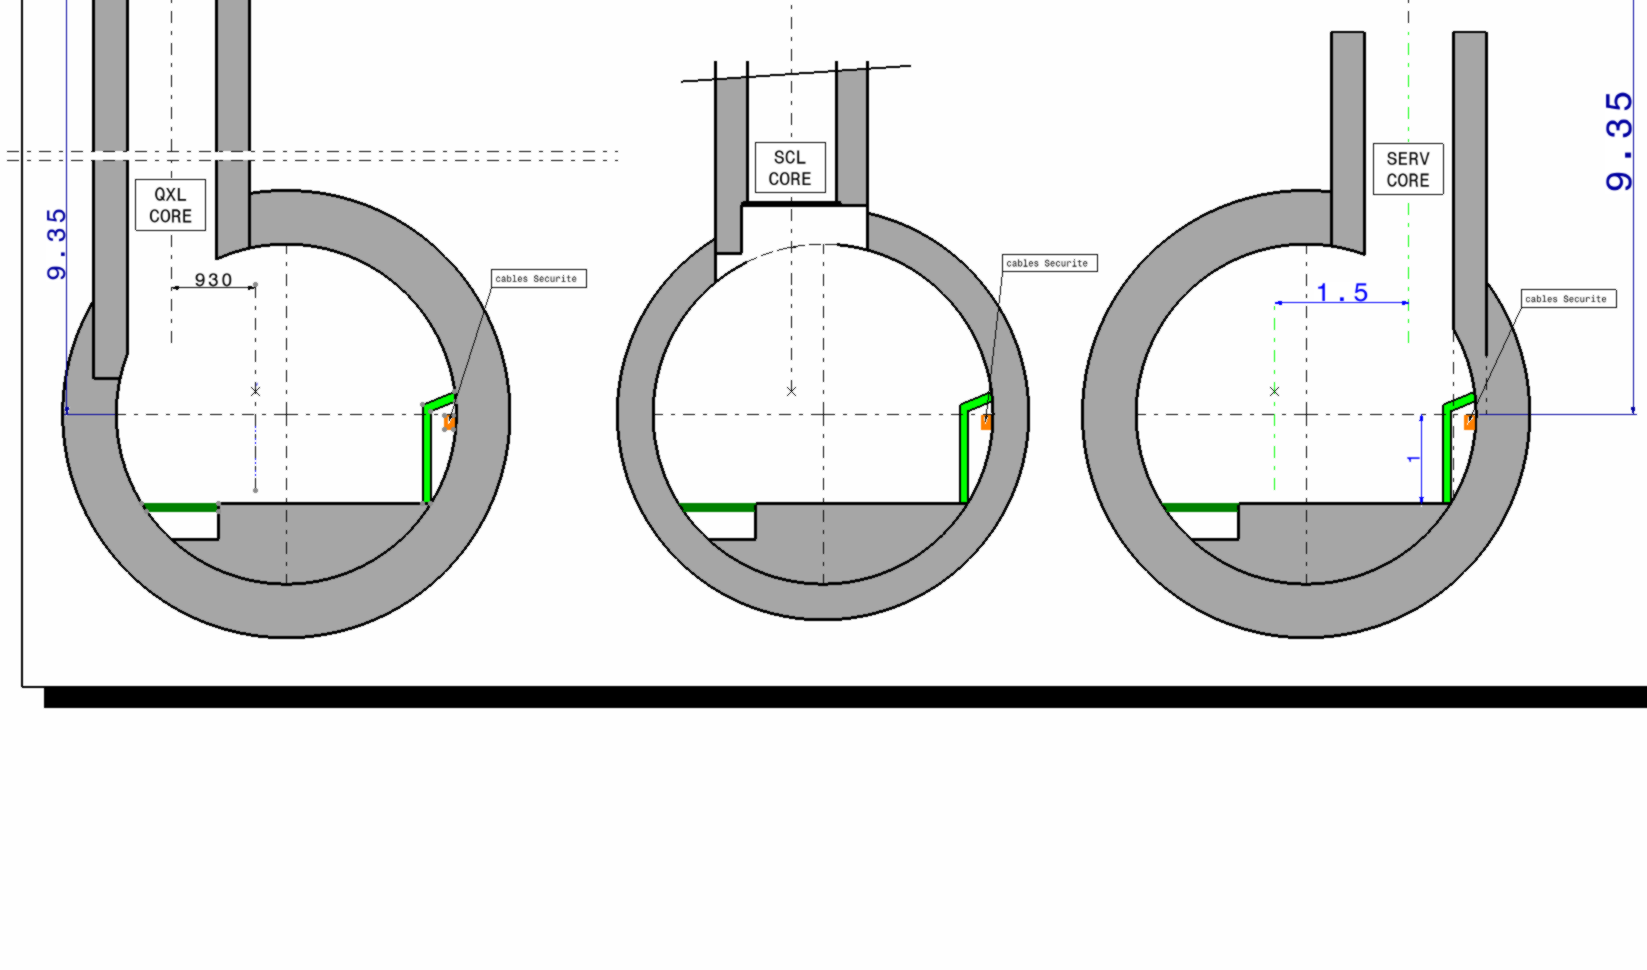 QXL
CORE
9.35
930
cables Securite
SCL
CORE
cables Securite
SERV
CORE
9.35
1.5
cables Securite
1